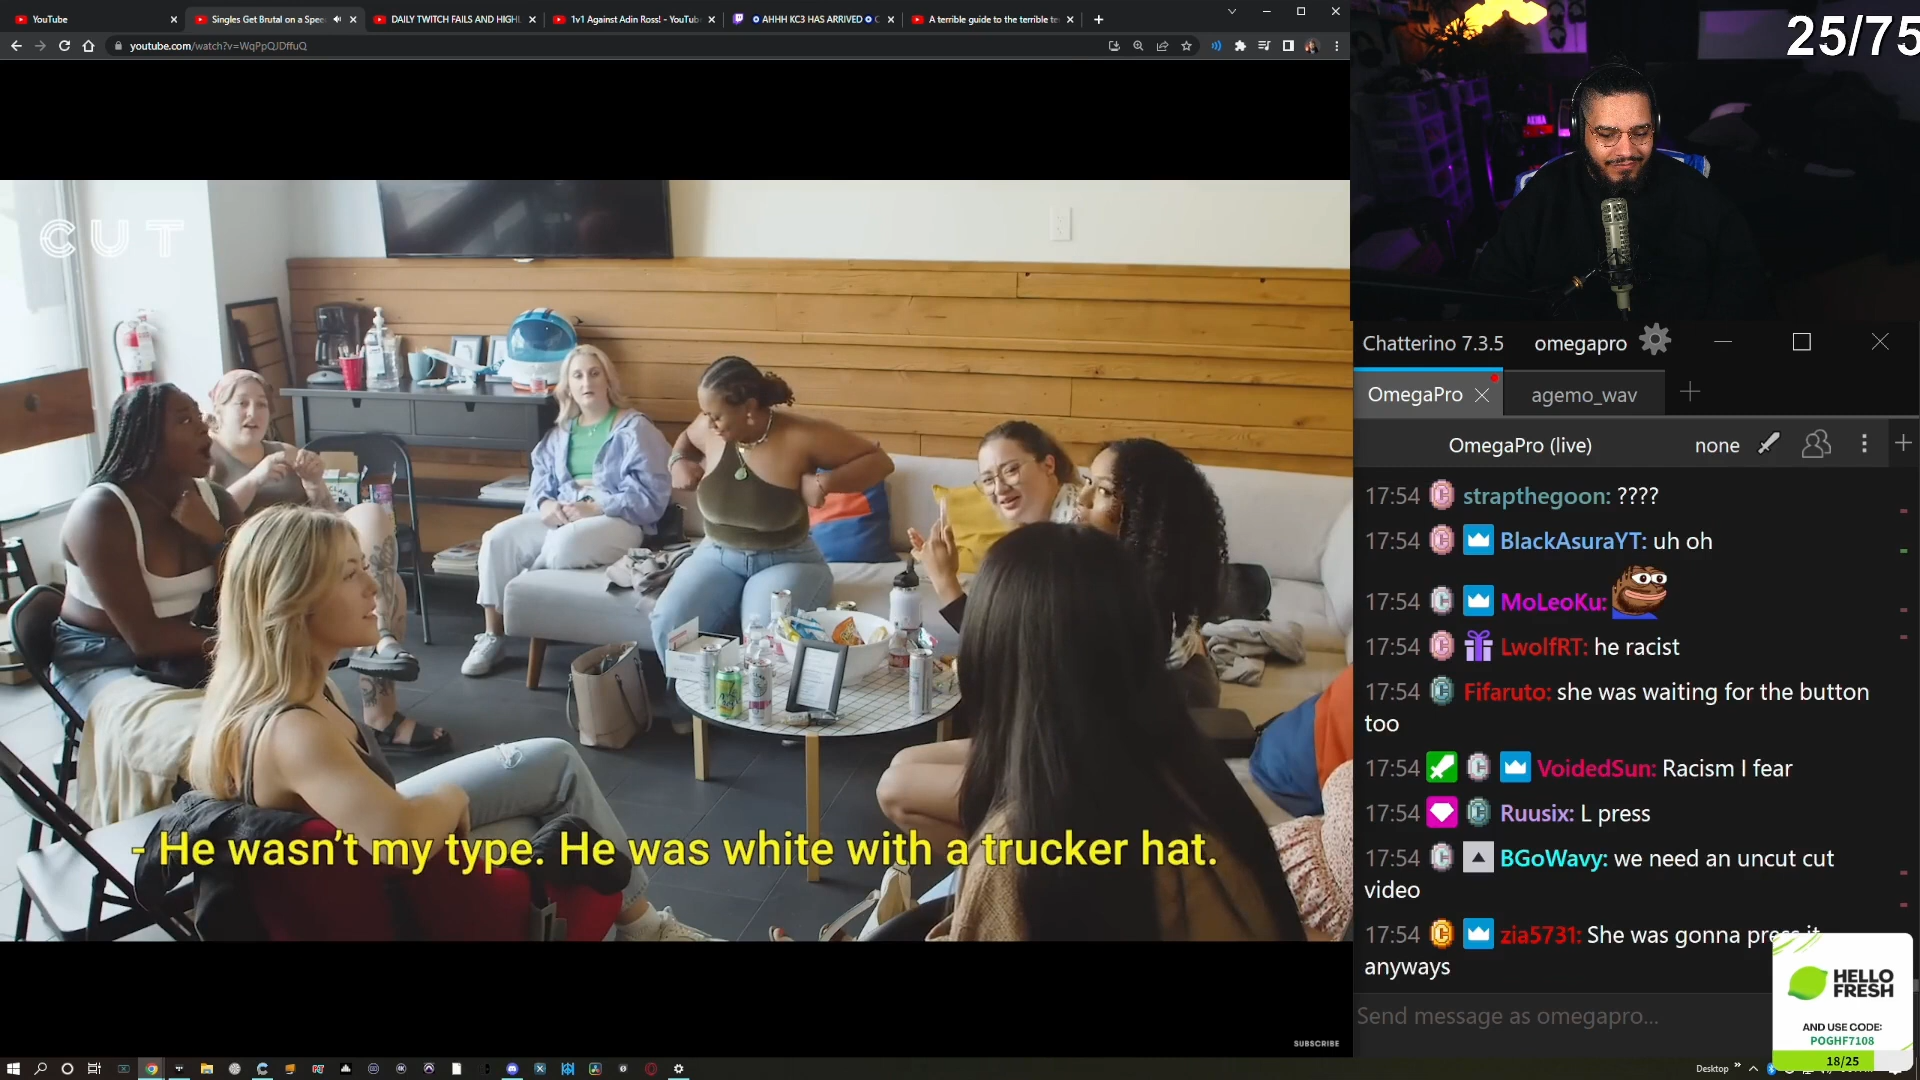 YouTube
Singles Get Brutal on a Spee
DAILY TWITCH FAILS AND HIGHL
1v1 Against Adin Ross! - YouTub
AHHH KC3 HAS ARRIVED
A terrible guide to the terrible te
youtube.com/watch?v=WqPpQJDffuQ
25/75
CUT
- He wasn't my type. He was white with a trucker hat.
SUBSCRIBE
Chatterino 7.3.5
omegapro
OmegaPro
agemo_wav
OmegaPro (live)
none
17:54 strapthegoon: ????
17:54 BlackAsuraYT: uh oh
17:54 MoLeoKu:
17:54 LwolfRT: he racist
17:54 Fifaruto: she was waiting for the button
too
17:54 VoidedSun: Racism I fear
17:54 Ruusix: L press
17:54 BGoWavy: we need an uncut cut
video
17:54 zia5731: She was gonna press it
anyways
Send message as omegapro...
HELLO
FRESH
AND USE CODE:
POGHF7108
18/25
Desktop